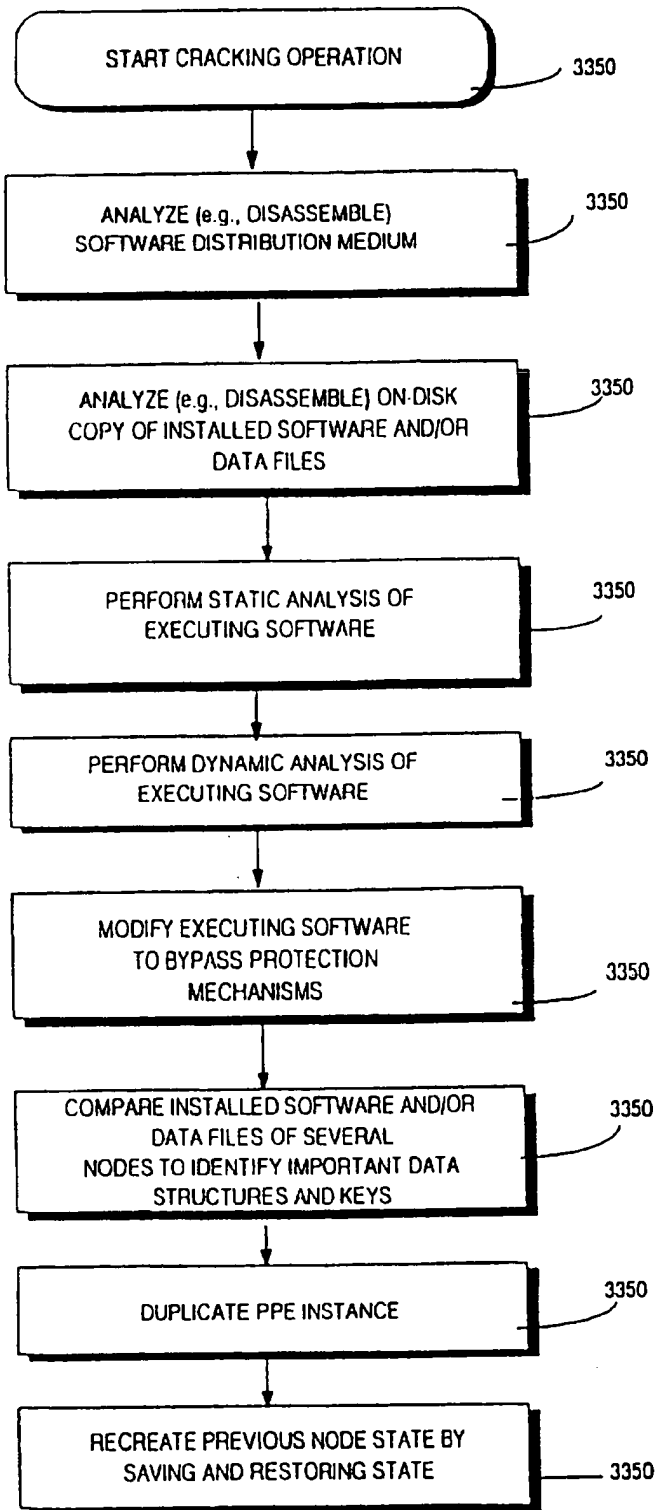 START CRACKING OPERATION
3350
ANALYZE (e.g., DISASSEMBLE)
SOFTWARE DISTRIBUTION MEDIUM
3350
ANALYZE (e.g., DISASSEMBLE) ON-DISK
COPY OF INSTALLED SOFTWARE AND/OR
DATA FILES
3350
PERFORM STATIC ANALYSIS OF
EXECUTING SOFTWARE
3350
PERFORM DYNAMIC ANALYSIS OF
EXECUTING SOFTWARE
3350
MODIFY EXECUTING SOFTWARE
TO BYPASS PROTECTION
MECHANISMS
3350
COMPARE INSTALLED SOFTWARE AND/OR
DATA FILES OF SEVERAL
NODES TO IDENTIFY IMPORTANT DATA
STRUCTURES AND KEYS
3350
DUPLICATE PPE INSTANCE
3350
RECREATE PREVIOUS NODE STATE BY
SAVING AND RESTORING STATE
3350